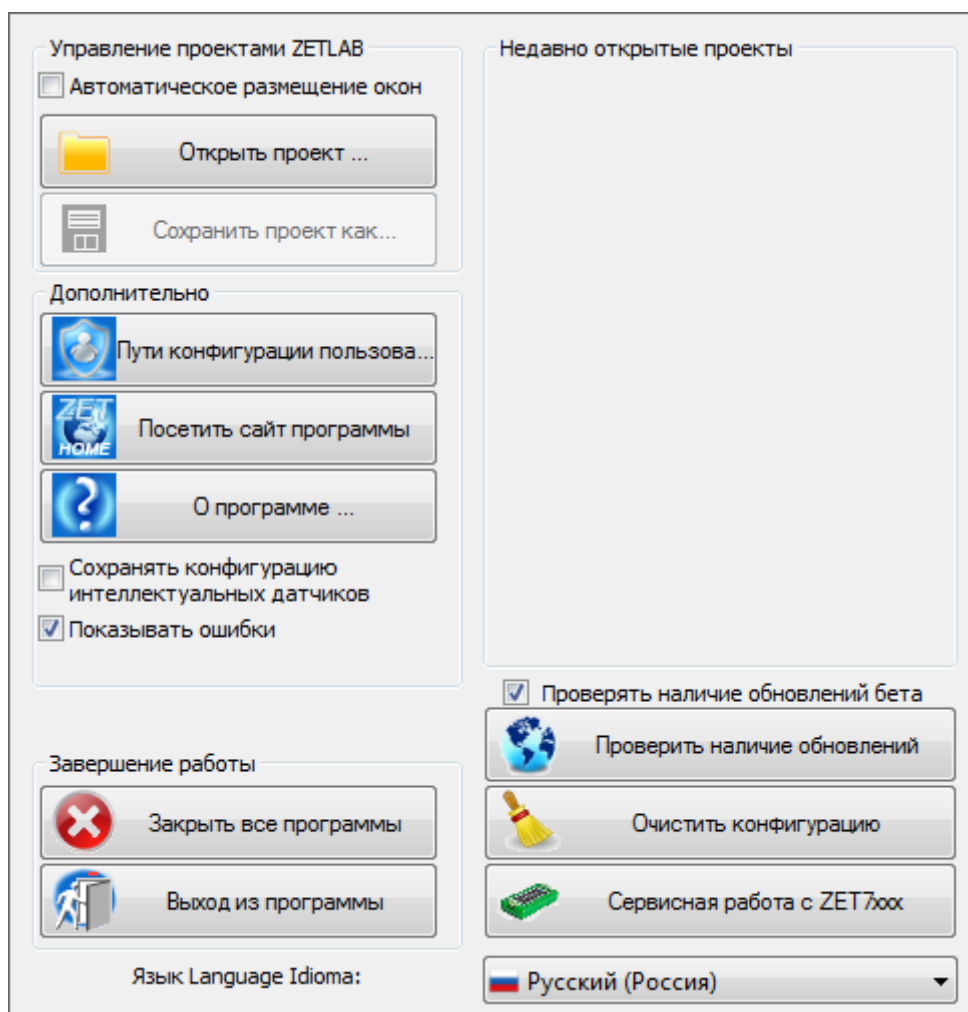 Управление проектами ZETLAB
Автоматическое размещение окон
Открыть проект ...
Сохранить проект как...
Дополнительно
Пути конфигурации пользова...
ZET
HOME
Посетить сайт программы
?
О программе ...
Сохранять конфигурацию
интеллектуальных датчиков
Показывать ошибки
Завершение работы
Закрыть все программы
Выход из программы
Язык Language Idioma:
Недавно открытые проекты
Проверять наличие обновлений бета
Проверить наличие обновлений
Очистить конфигурацию
Сервисная работа с ZET7xxx
Русский (Россия)